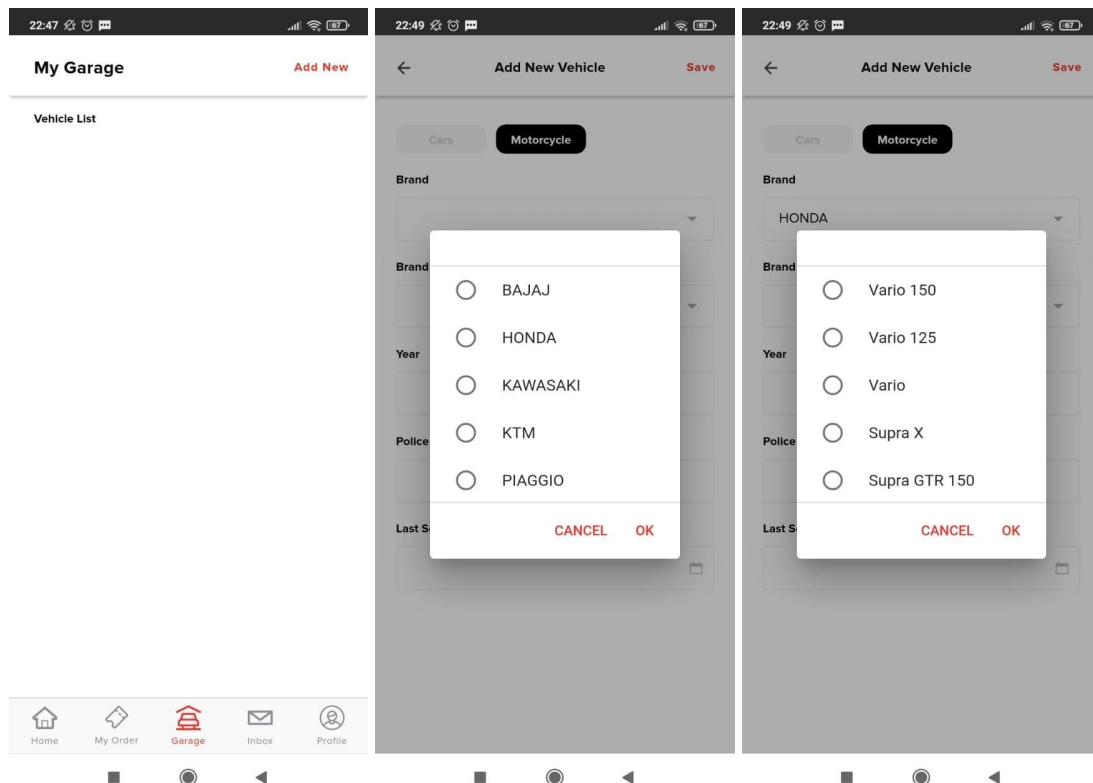 22:47
67
My Garage
Add New
Vehicle List
Home
My Order
Garage
Inbox
Profile
22:49
67
Add New Vehicle
Save
Cars
Motorcycle
Brand
Brand
BAJAJ
HONDA
Year
KAWASAKI
Police
KTM
PIAGGIO
Last S
CANCEL
OK
22:49
67
Add New Vehicle
Save
Cars
Motorcycle
Brand
HONDA
Brand
Vario 150
Vario 125
Year
Vario
Police
Supra X
Supra GTR 150
Last S
CANCEL
OK